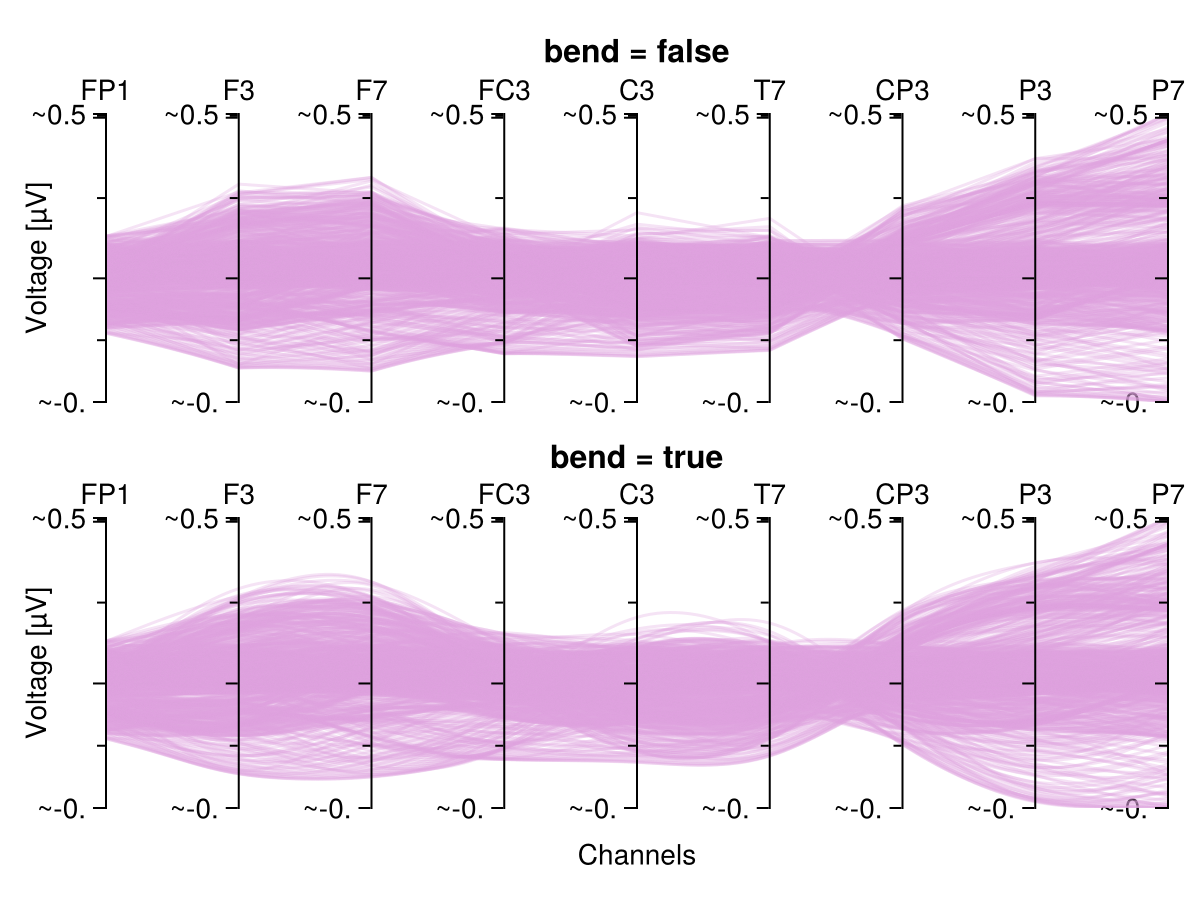 bend = false
FP1 F3 F7 FC3 C3 T7 CP3 P3 P7
~0.5 ~0.5 ~0.5 ~0.5 ~0.5 ~0.5 ~0.5 ~0.5 ~0.5
Voltage [µV]
~-0. ~-0. ~-0. ~-0. ~-0. ~-0. ~-0. ~-0. ~-0.
bend = true
FP1 F3 F7 FC3 C3 T7 CP3 P3 P7
~0.5 ~0.5 ~0.5 ~0.5 ~0.5 ~0.5 ~0.5 ~0.5 ~0.5
Voltage [µV]
~-0. ~-0. ~-0. ~-0. ~-0. ~-0. ~-0. ~-0. ~-0.
Channels